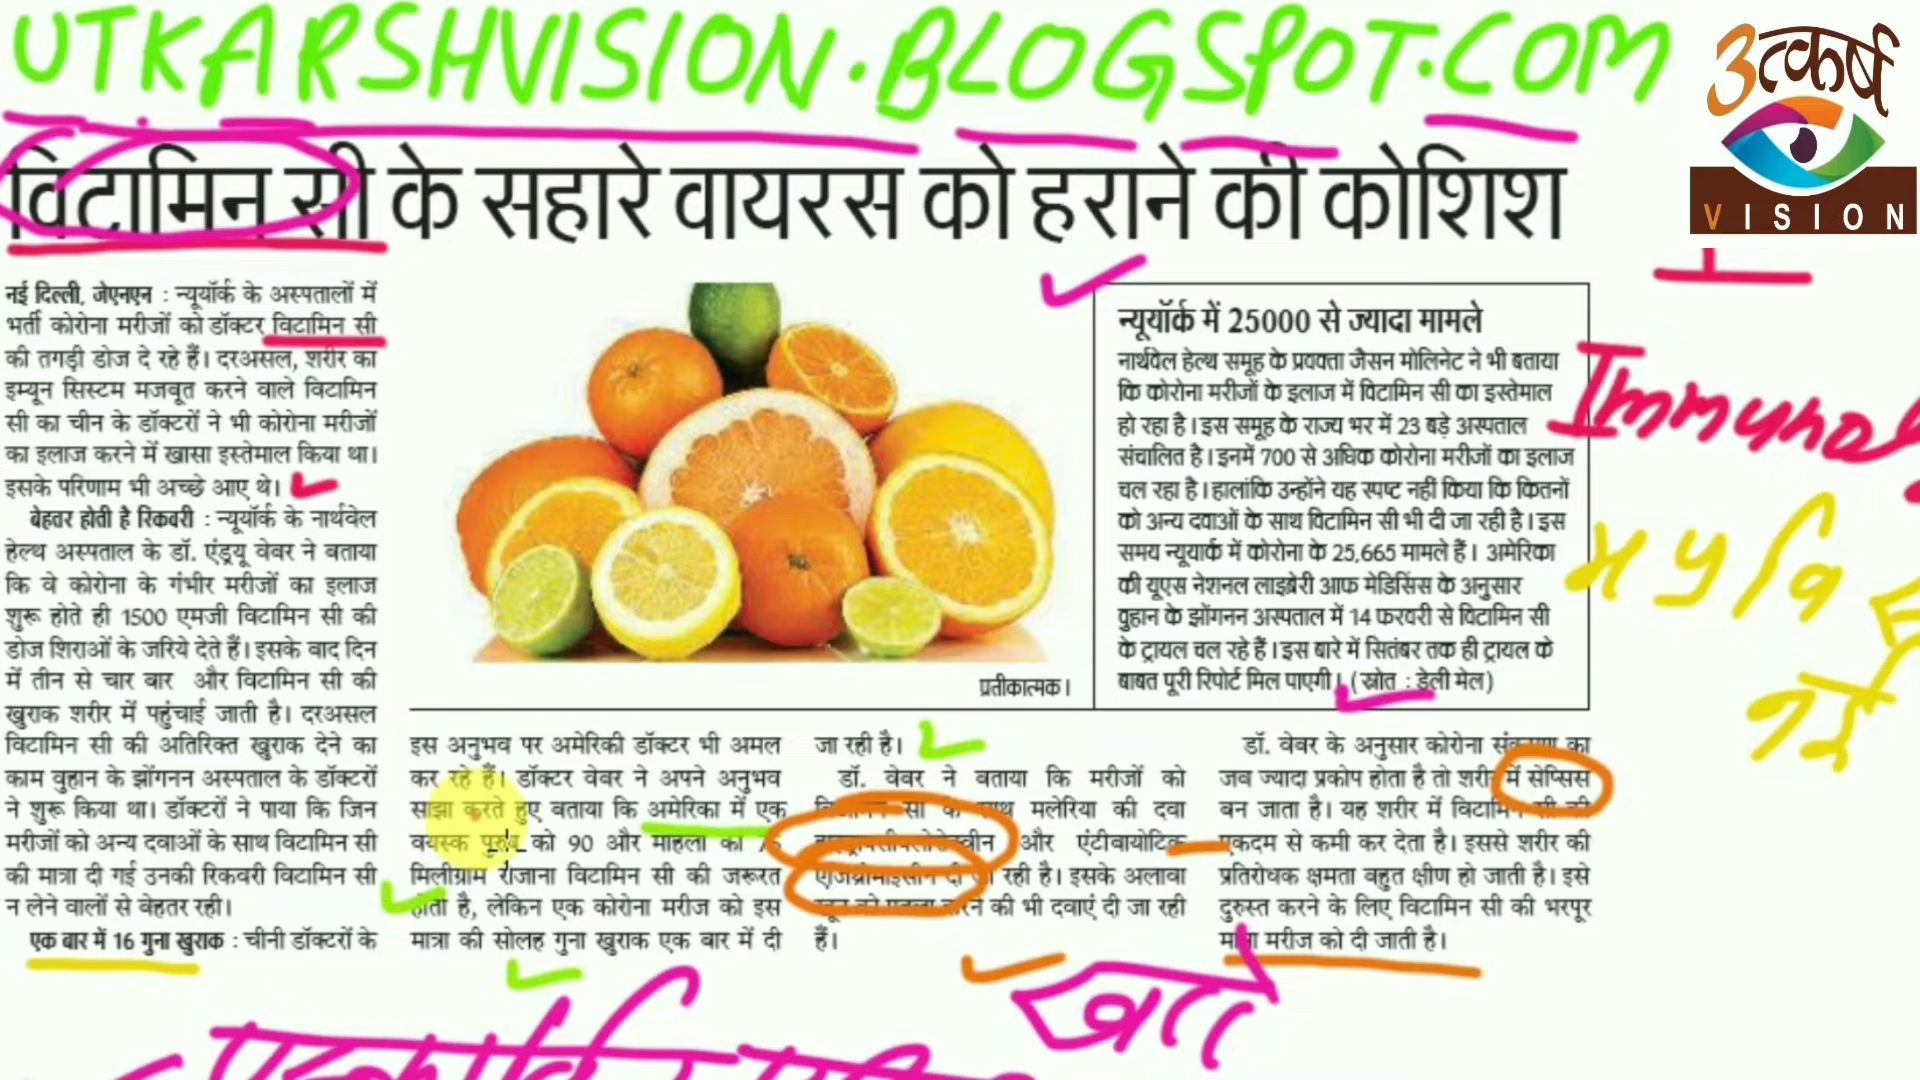 UTKARSHVISION.BLOGSPOT.COM
उत्कर्ष
VISION
विटामिन सी के सहारे वायरस को हराने की कोशिश
नई दिल्ली, जेएनएन : न्यूयॉर्क के अस्पतालों में
भर्ती कोरोना मरीजों को डॉक्टर विटामिन सी
की तगड़ी डोज दे रहे हैं। दरअसल, शरीर का
इम्यून सिस्टम मजबूत करने वाले विटामिन
सी का चीन के डॉक्टरों ने भी कोरोना मरीजों
का इलाज करने में खासा इस्तेमाल किया था।
इसके परिणाम भी अच्छे आए थे।
बेहतर होती है रिकवरी : न्यूयॉर्क के नार्थवेल
हेल्थ अस्पताल के डॉ. एंड्रयू वेबर ने बताया
कि वे कोरोना के गंभीर मरीजों का इलाज
शुरू होते ही 1500 एमजी विटामिन सी की
डोज शिराओं के जरिये देते हैं। इसके बाद दिन
में तीन से चार बार और विटामिन सी की
खुराक शरीर में पहुंचाई जाती है। दरअसल
विटामिन सी की अतिरिक्त खुराक देने का
काम वुहान के झोंगनन अस्पताल के डॉक्टरों
ने शुरू किया था। डॉक्टरों ने पाया कि जिन
मरीजों को अन्य दवाओं के साथ विटामिन सी
की मात्रा दी गई उनकी रिकवरी विटामिन सी
न लेने वालों से बेहतर रही।
एक बार में 16 गुना खुराक : चीनी डॉक्टरों के
प्रतीकात्मक।
इस अनुभव पर अमेरिकी डॉक्टर भी अमल
कर रहे हैं। डॉक्टर वेबर ने अपने अनुभव
साझा करते हुए बताया कि अमेरिका में एक
वयस्क पुरुष को 90 और महिला को 75
मिलीग्राम रोजाना विटामिन सी की जरूरत
होती है, लेकिन एक कोरोना मरीज को इस
मात्रा की सोलह गुना खुराक एक बार में दी
जा रही है।
डॉ. वेबर ने बताया कि मरीजों को
विटामिन सी के साथ मलेरिया की दवा
और एंटीबायोटिक
एजिथ्रोमाइसीन दी जा रही है। इसके अलावा
खून को पतला करने की भी दवाएं दी जा रही
हैं।
न्यूयॉर्क में 25000 से ज्यादा मामले
नार्थवेल हेल्थ समूह के प्रवक्ता जैसन मोलिनेट ने भी बताया
कि कोरोना मरीजों के इलाज में विटामिन सी का इस्तेमाल
हो रहा है। इस समूह के राज्य भर में 23 बड़े अस्पताल
संचालित है। इनमें 700 से अधिक कोरोना मरीजों का इलाज
चल रहा है। हालांकि उन्होंने यह स्पष्ट नहीं किया कि कितनों
को अन्य दवाओं के साथ विटामिन सी भी दी जा रही है। इस
समय न्यूयार्क में कोरोना के 25,665 मामले हैं। अमेरिका
की यूएस नेशनल लाइब्रेरी आफ मेडिसिंस के अनुसार
वुहान के झोंगनन अस्पताल में 14 फरवरी से विटामिन सी
के ट्रायल चल रहे हैं। इस बारे में सितंबर तक ही ट्रायल के
बाबत पूरी रिपोर्ट मिल पाएगी। (स्रोत : डेली मेल)
डॉ. वेबर के अनुसार कोरोना संक्रमण का
जब ज्यादा प्रकोप होता है तो शरीर में सेप्सिस
बन जाता है। यह शरीर में विटामिन सी की
एकदम से कमी कर देता है। इससे शरीर की
प्रतिरोधक क्षमता बहुत क्षीण हो जाती है। इसे
दुरुस्त करने के लिए विटामिन सी की भरपूर
मात्रा मरीज को दी जाती है।